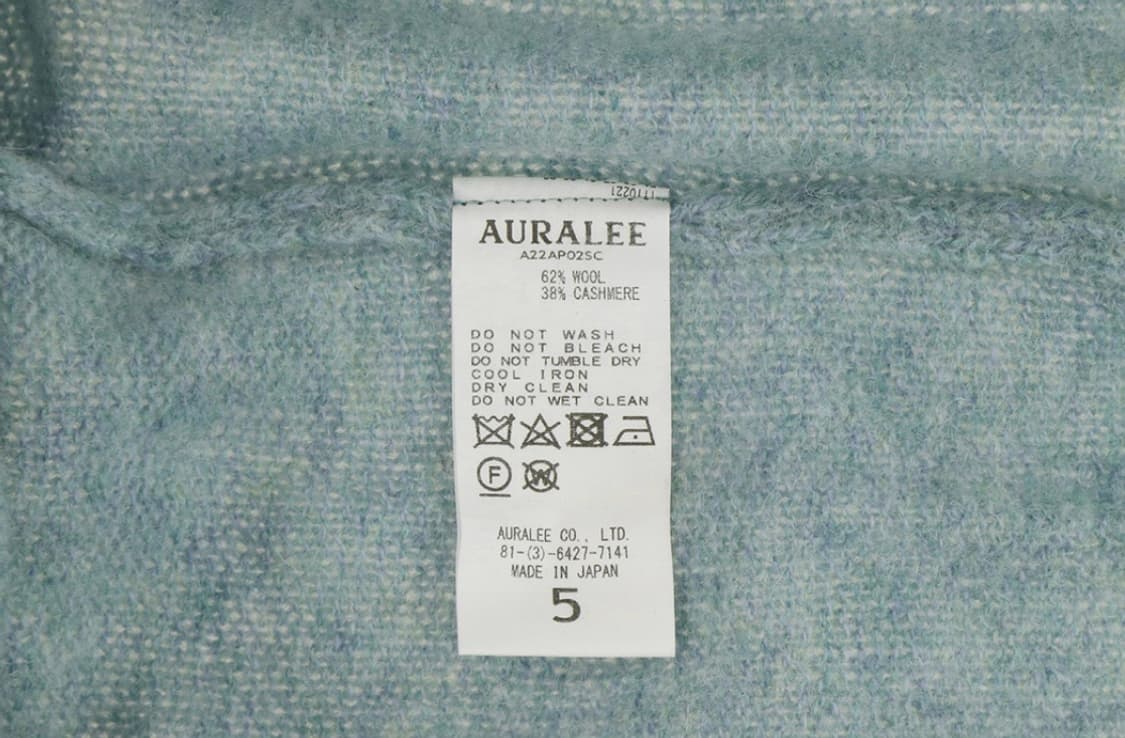 AURALEE
A22AP02SC
62% WOOL
38% CASHMERE
DO NOT WASH
DO NOT BLEACH
DO NOT TUMBLE DRY
COOL IRON
DRY CLEAN
DO NOT WET CLEAN
F W
AURALEE CO., LTD.
81-(3)-6427-7141
MADE IN JAPAN
5